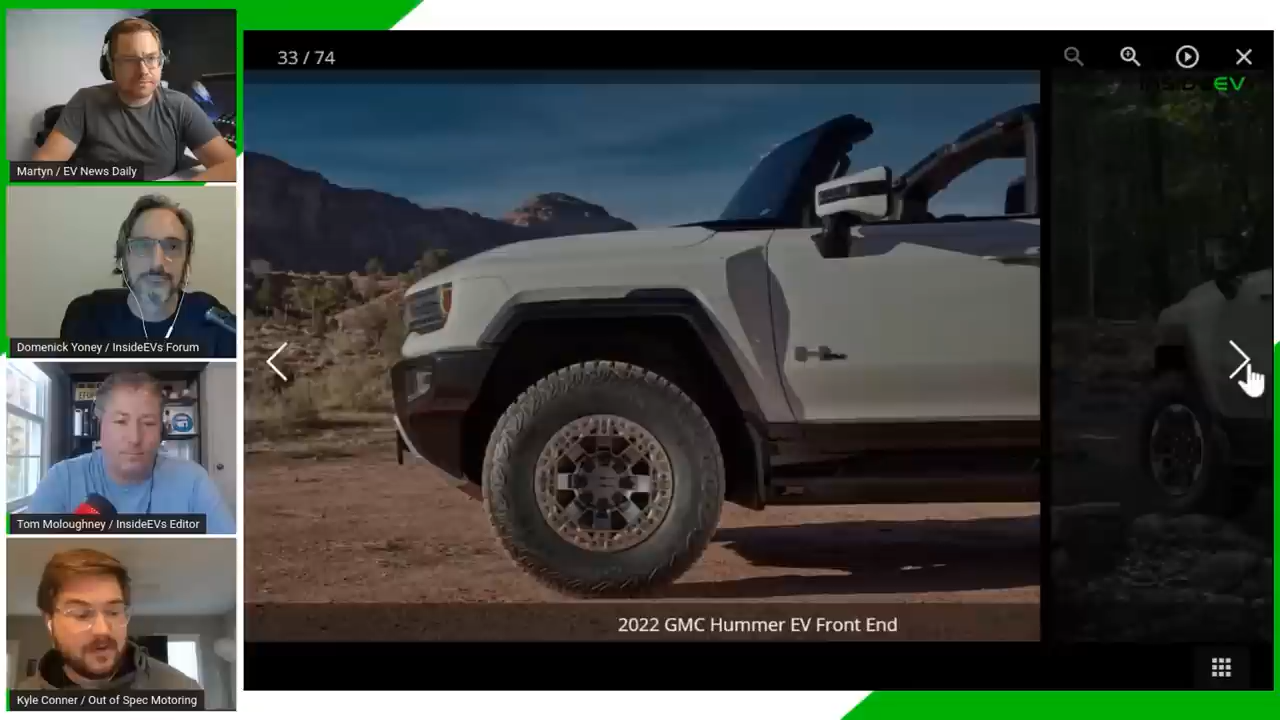 Martyn / EV News Daily
Domenick Yoney / InsideEVs Forum
Tom Moloughney / InsideEVs Editor
Kyle Conner / Out of Spec Motoring
33 / 74
INSIDEEV
2022 GMC Hummer EV Front End